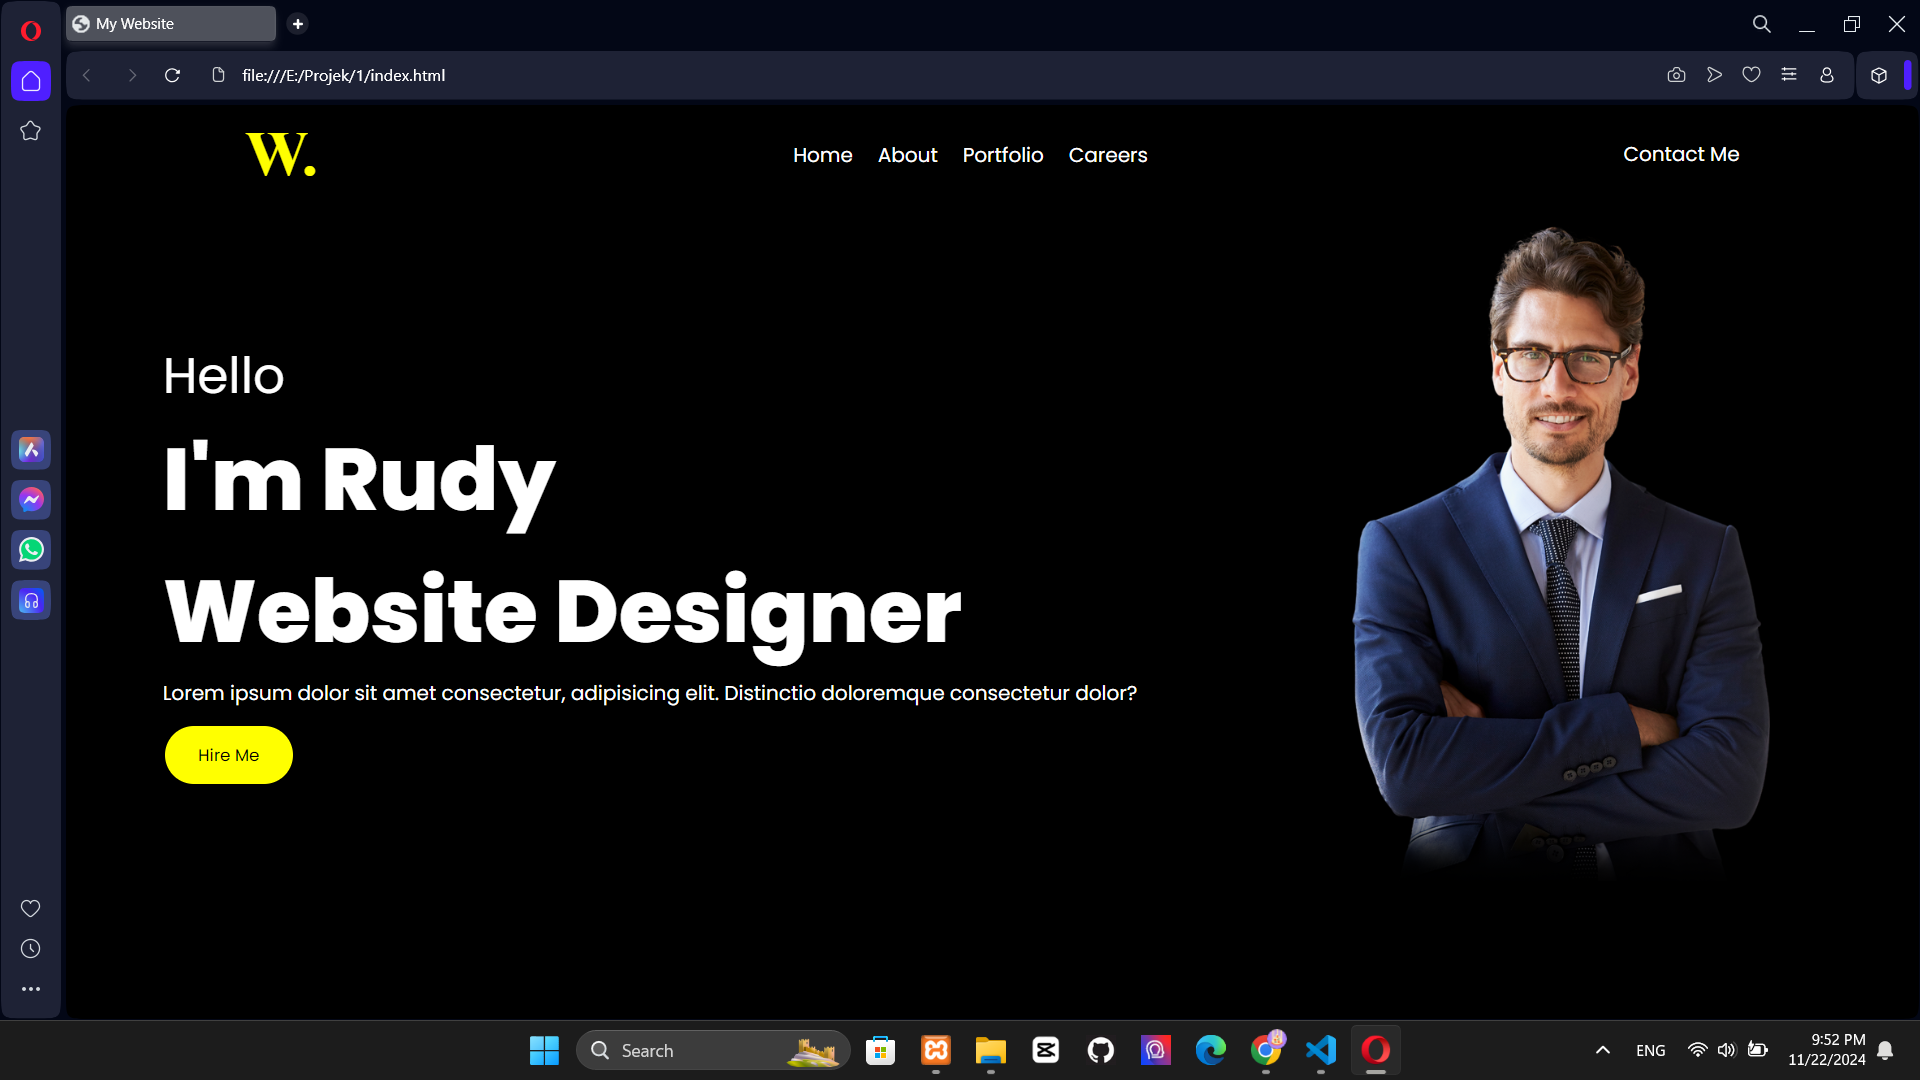 My Website
file:///E:/Projek/1/index.html
W.
Home About Portfolio Careers
Contact Me
Hello
I'm Rudy
Website Designer
Lorem ipsum dolor sit amet consectetur, adipisicing elit. Distinctio doloremque consectetur dolor?
Hire Me
Search
ENG
9:52 PM
11/22/2024